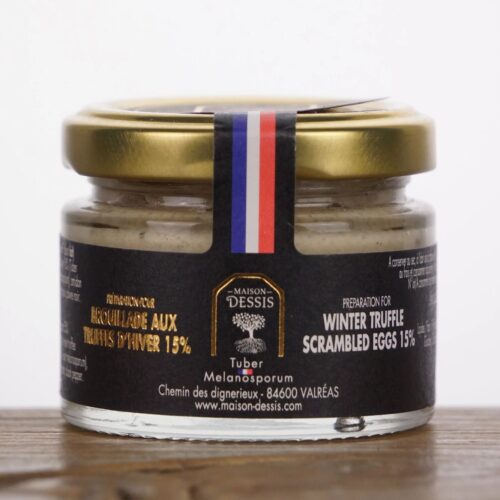 MAISON
DESSIS
PRÉPARATION POUR
BROUILLADE AUX
TRUFFES D'HIVER 15%
PREPARATION FOR
WINTER TRUFFLE
SCRAMBLED EGGS 15%
Tuber
Melanosporum
Chemin des dignerieux - 84600 VALRÉAS
www.maison-dessis.com